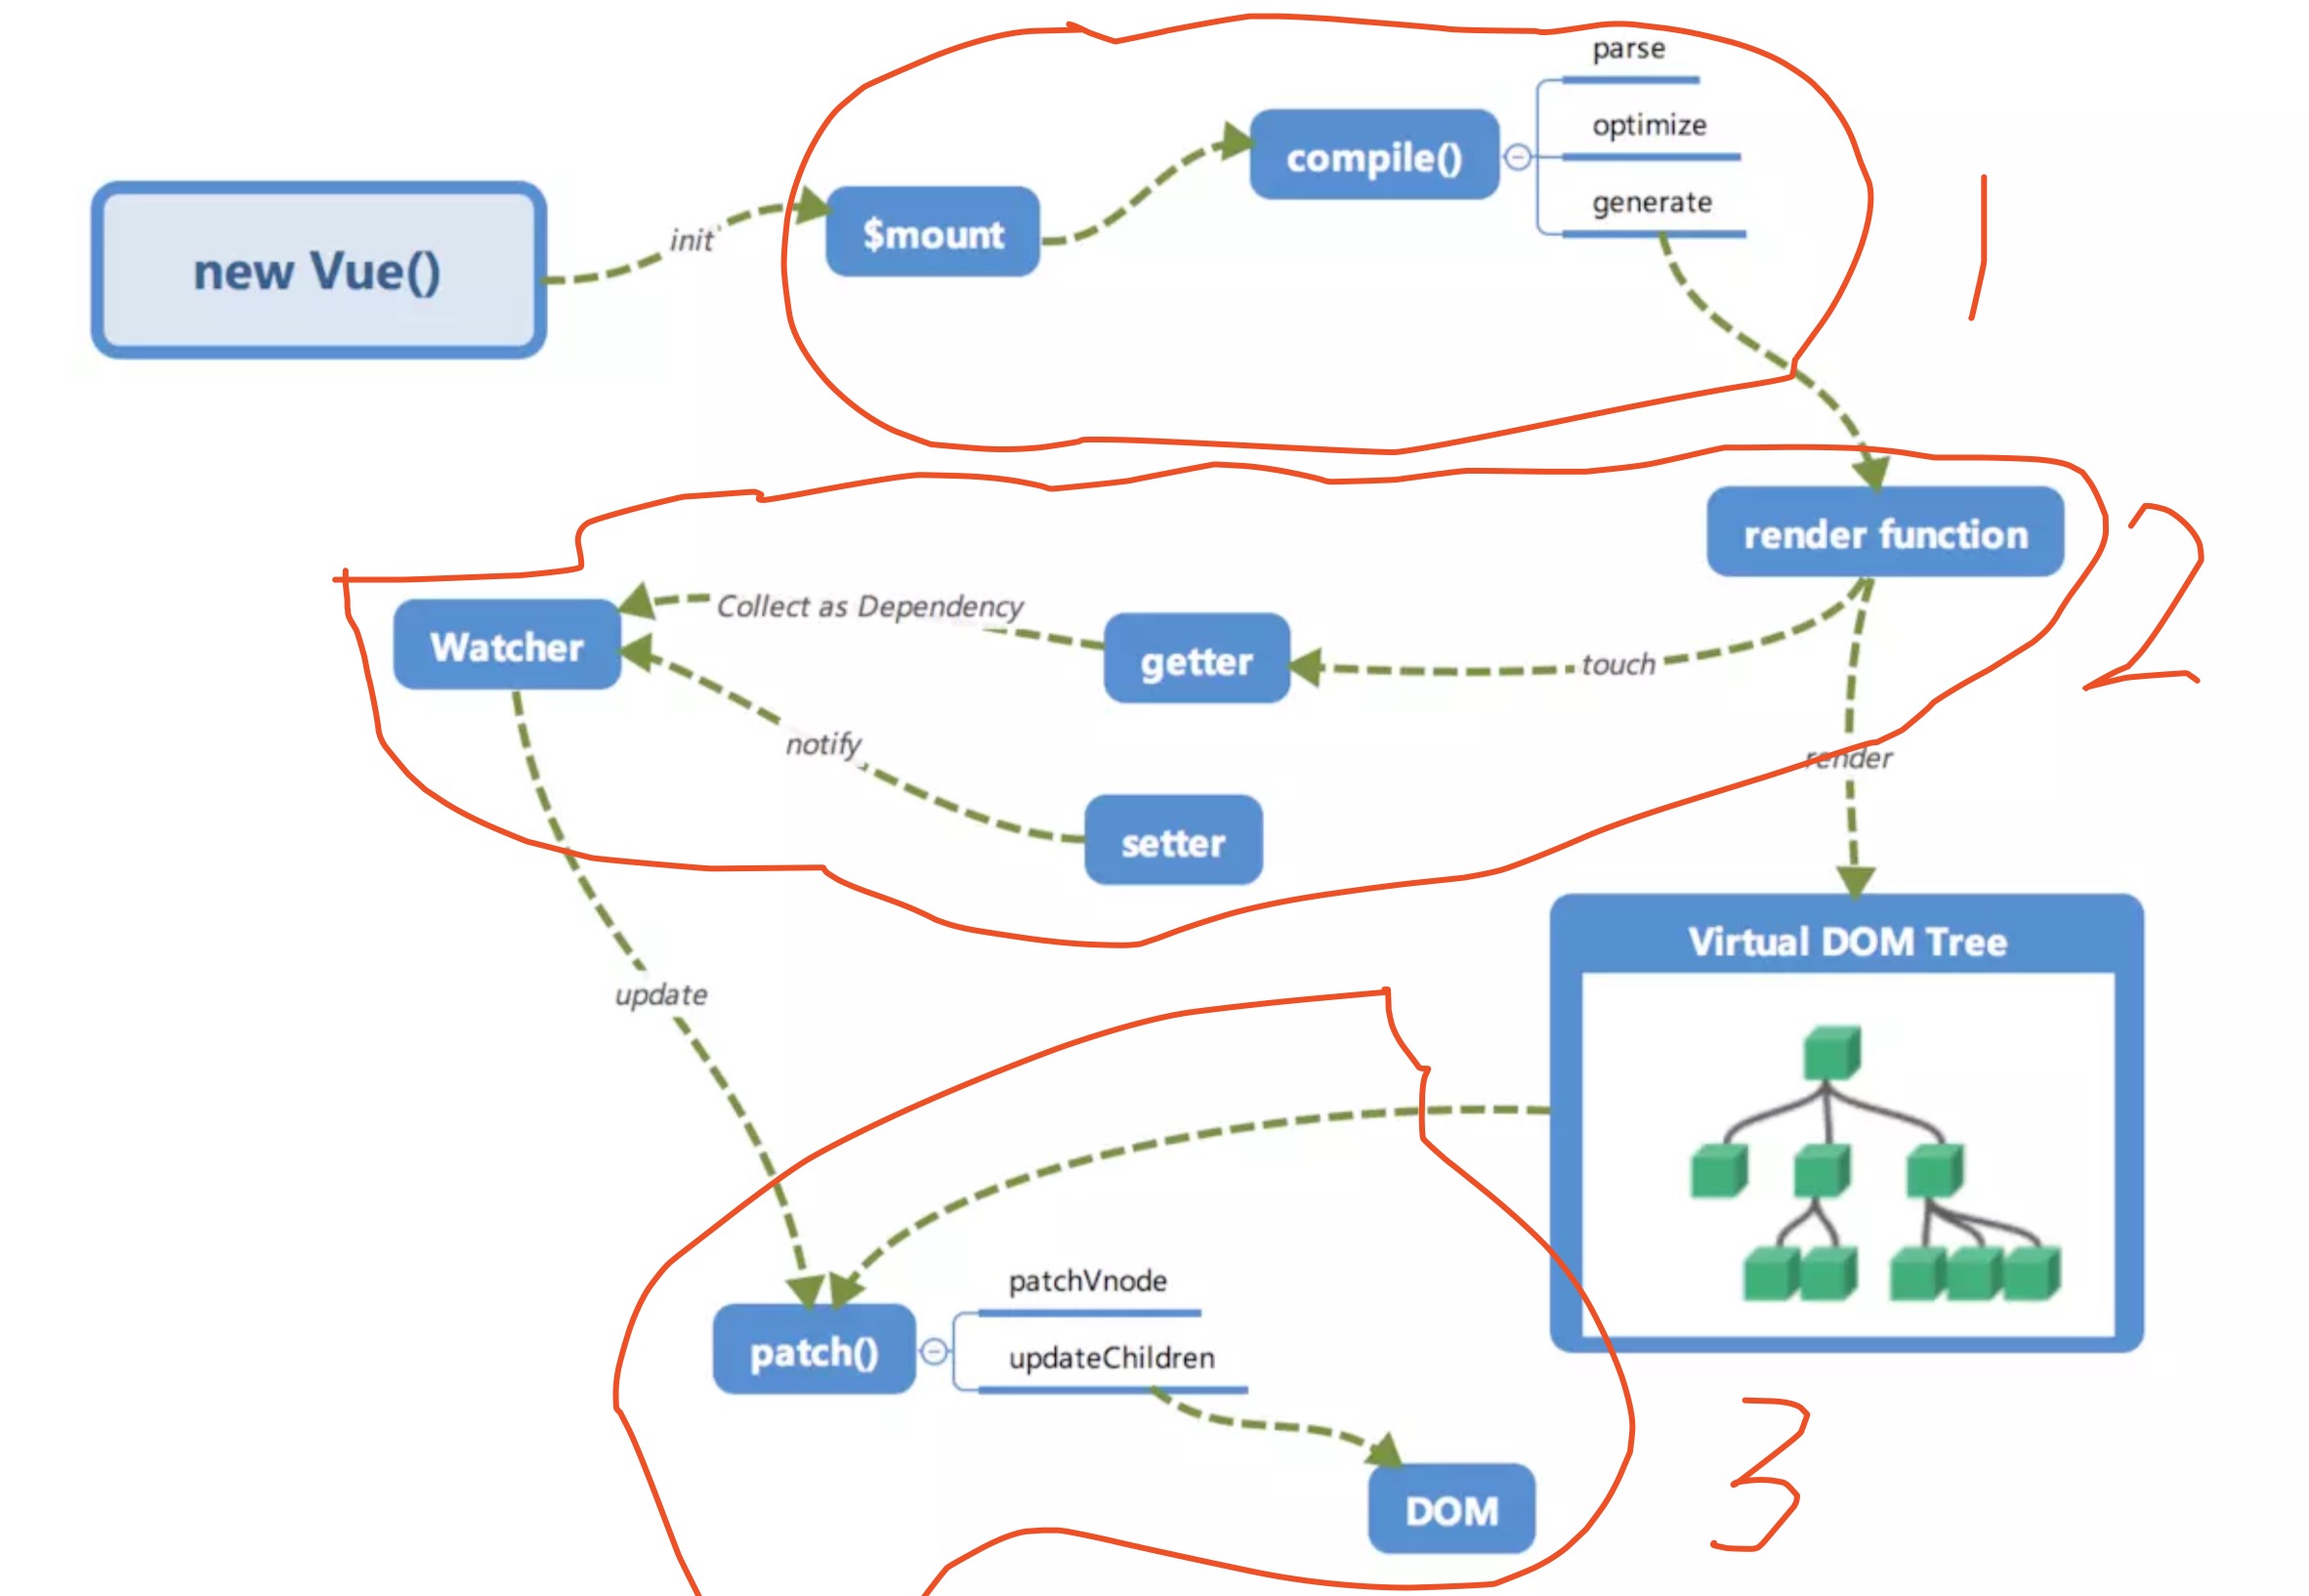 parse
optimize
compile()
generate
1
$mount
init
new Vue()
render function
2
Collect as Dependency
Watcher
getter
touch
notify
render
setter
Virtual DOM Tree
update
patchVnode
patch()
updateChildren
3
DOM